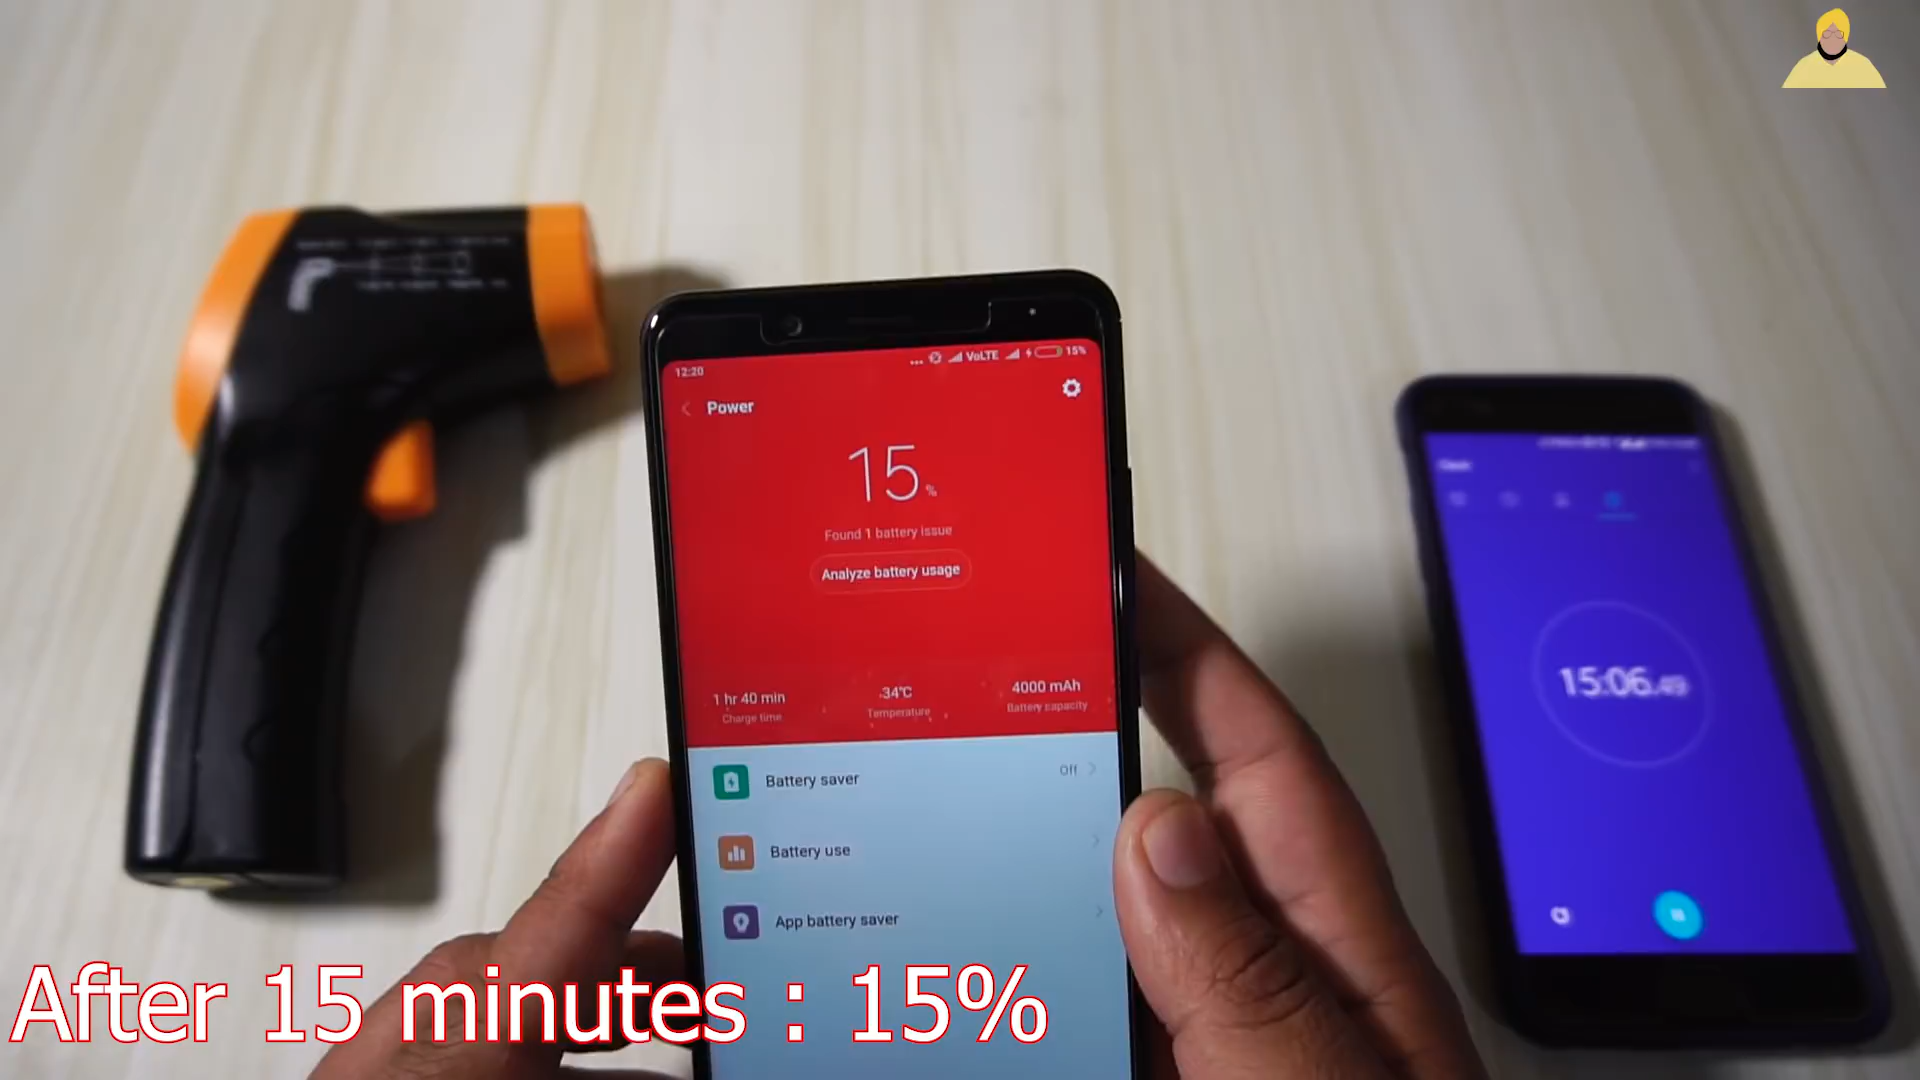 12:20
... VoLTE 15%
Power
15%
Found 1 battery issue
Analyze battery usage
1 hr 40 min
Charge time
34°C
Temperature
4000 mAh
Battery capacity
Battery saver
Off
Battery use
App battery saver
Clock
15:06.49
After 15 minutes : 15%